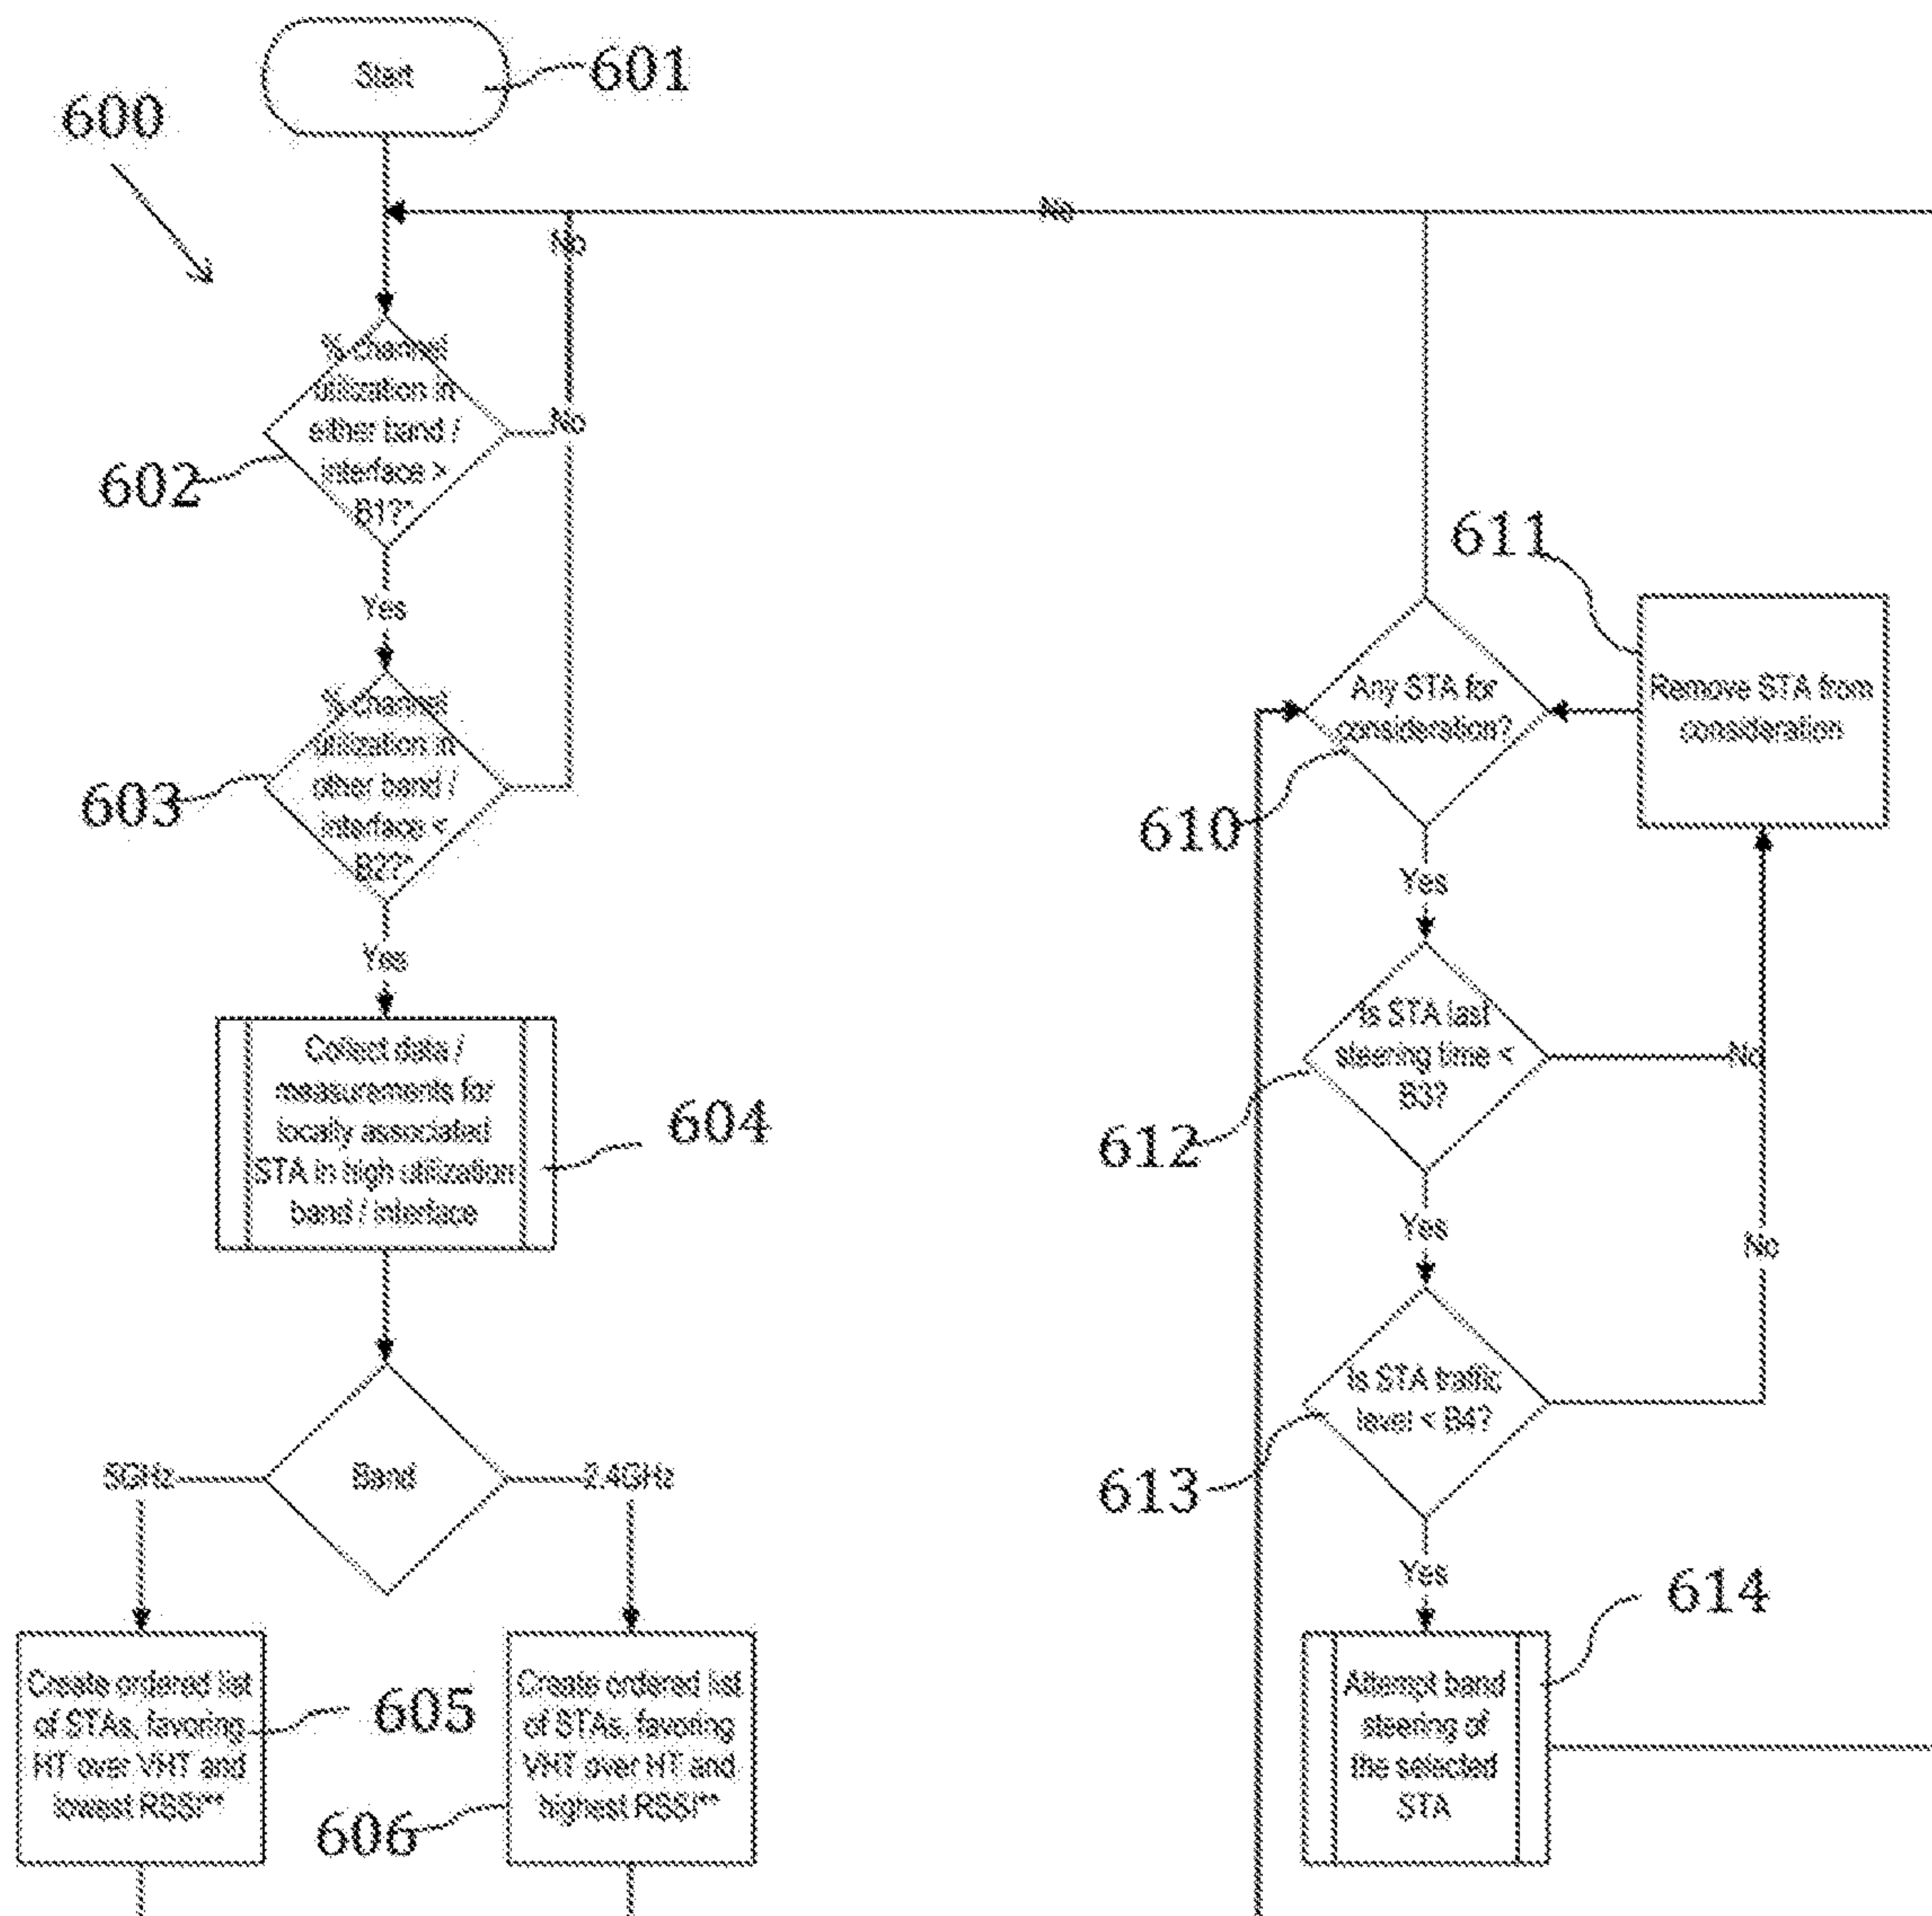 Start
601
600
No
No
% channel
utilization in
either band /
interface >
B1?*
No
602
Yes
% channel
utilization in
other band /
interface <
B2?*
603
Yes
Collect data /
measurements for
locally associated
STA in high utilization
band / interface
604
5GHz
Band
2.4GHz
Create ordered list
of STAs, favoring
HT over VHT and
lowest RSSI**
605
Create ordered list
of STAs, favoring
VHT over HT and
highest RSSI**
606
611
Any STA for
consideration?
Remove STA from
consideration
610
Yes
Is STA last
steering time <
B3?
No
612
Yes
No
Is STA traffic
level < B4?
613
Yes
614
Attempt band
steering of
the selected
STA